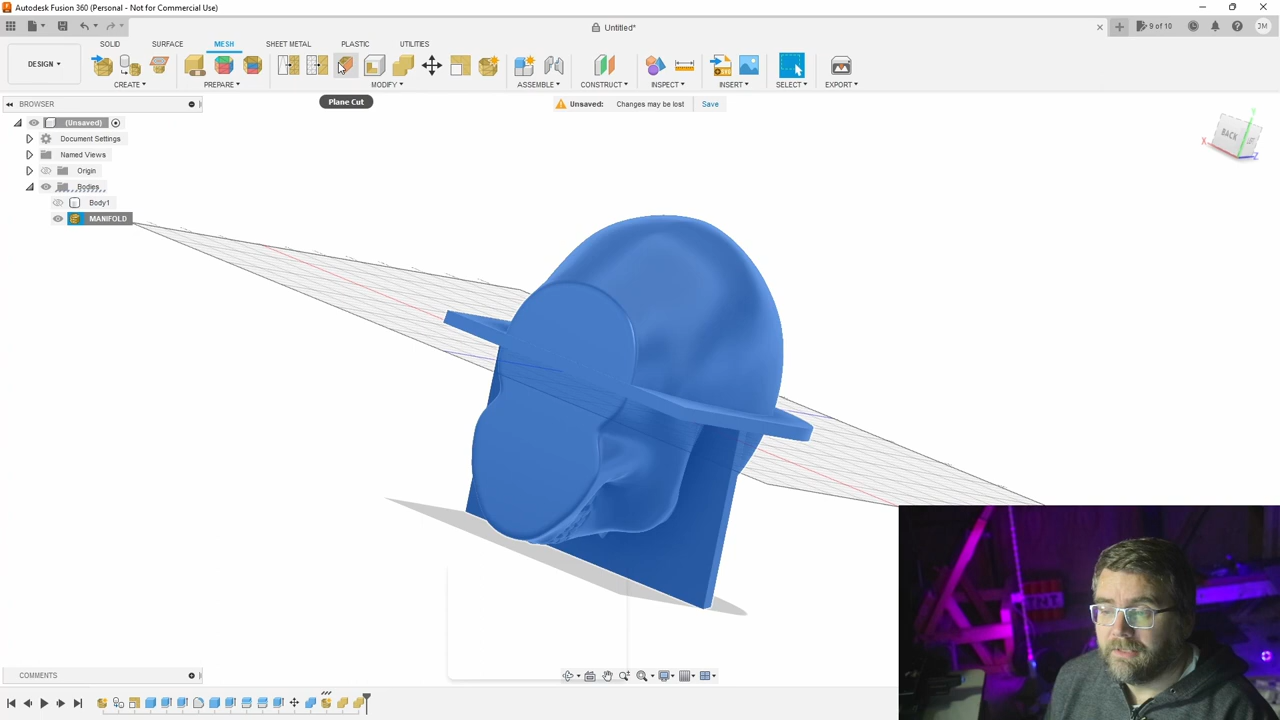 Autodesk Fusion 360 (Personal - Not for Commercial Use)
Untitled*
9 of 10
JM
SOLID
SURFACE
MESH
SHEET METAL
PLASTIC
UTILITIES
DESIGN
CREATE
PREPARE
MODIFY
ASSEMBLE
CONSTRUCT
INSPECT
INSERT
SELECT
EXPORT
BROWSER
Plane Cut
Unsaved: Changes may be lost
Save
(Unsaved)
Document Settings
Named Views
Origin
Bodies
Body1
MANIFOLD
BACK
X
Y
Z
TNT
COMMENTS